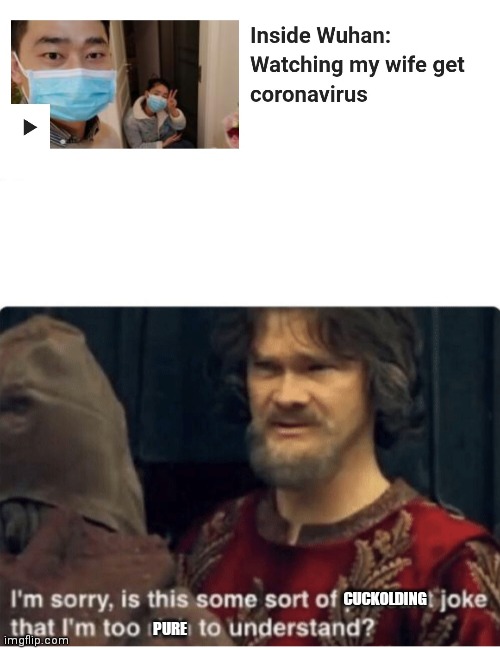 Inside Wuhan:
Watching my wife get
coronavirus
I'm sorry, is this some sort of CUCKOLDING joke
that I'm too PURE to understand?
imgflip.com